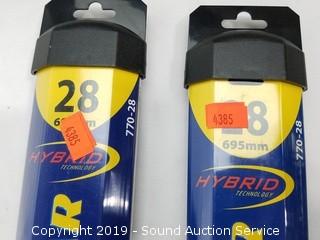 28
4385
695mm
770-28
HYBRID
TECHNOLOGY
R
28
4385
695mm
770-28
HYBRID
TECHNOLOGY
Copyright 2019 - Sound Auction Service